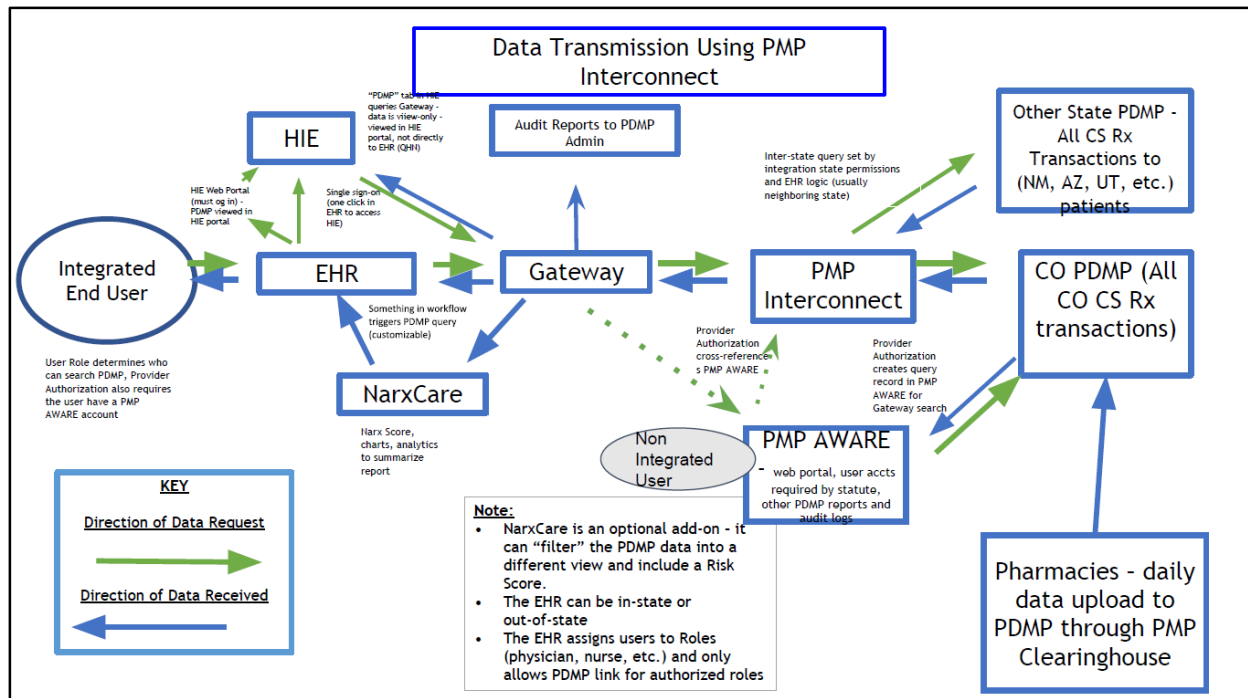 Data Transmission Using PMP
Interconnect
"PDMP" tab in HIE
queries Gateway -
data is viiew-only -
viewed in HIE
portal, not directly
to EHR (QHN)
HIE
Audit Reports to PDMP
Admin
Other State PDMP -
All CS Rx
Transactions to
(NM, AZ, UT, etc.)
patients
Inter-state query set by
integration state permissions
and EHR logic (usually
neighboring state)
HIE Web Portal
(must og in) -
PDMP viewed in
HIE portal
Single sign-on
(one click in
EHR to access
HIE)
Integrated
End User
EHR
Gateway
PMP
Interconnect
CO PDMP (All
CO CS Rx
transactions)
Something in workflow
triggers PDMP query
(customizable)
Provider
Authorization
cross-reference
s PMP AWARE
Provider
Authorization
creates query
record in PMP
AWARE for
Gateway search
User Role determines who
can search PDMP, Provider
Authorization also requires
the user have a PMP
AWARE account
NarxCare
Narx Score,
charts, analytics
to summarize
report
Non
Integrated
User
PMP AWARE
- web portal, user accts
required by statute,
other PDMP reports and
audit logs
KEY
Direction of Data Request
Direction of Data Received
Note:
• NarxCare is an optional add-on - it
can "filter" the PDMP data into a
different view and include a Risk
Score.
• The EHR can be in-state or
out-of-state
• The EHR assigns users to Roles
(physician, nurse, etc.) and only
allows PDMP link for authorized roles
Pharmacies - daily
data upload to
PDMP through PMP
Clearinghouse